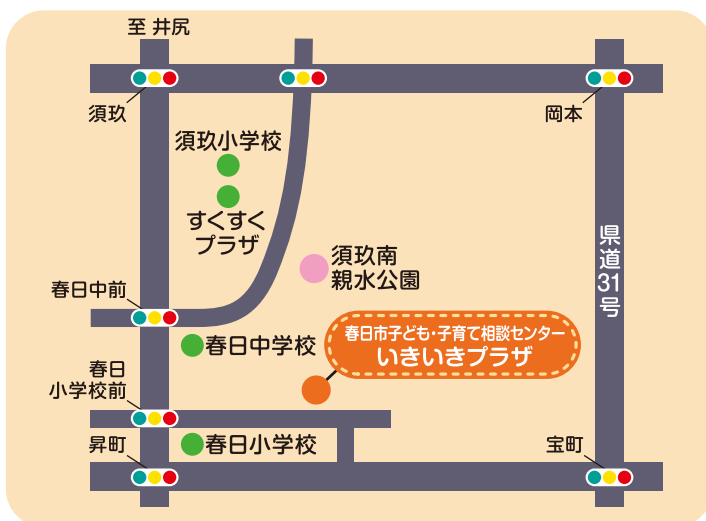 至 井尻
須玖
岡本
須玖小学校
すくすく
プラザ
県道31号
須玖南
親水公園
春日中前
春日中学校
春日市子ども・子育て相談センター
いきいきプラザ
春日
小学校前
昇町
春日小学校
宝町